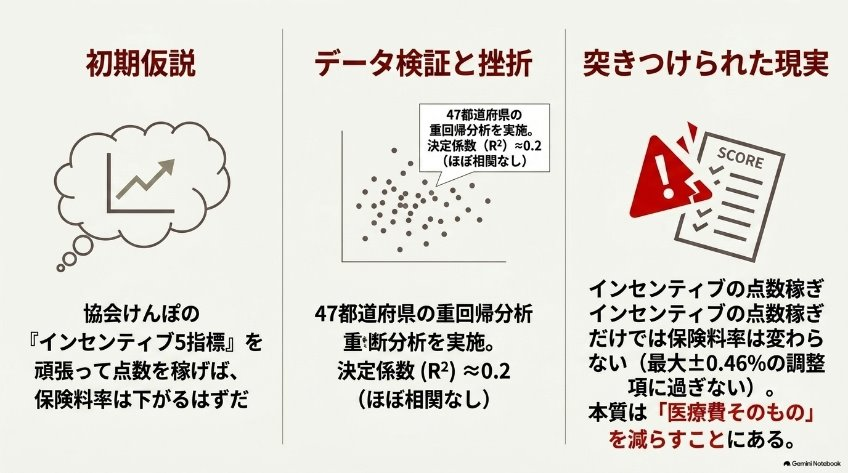 初期仮説
協会けんぽの
『インセンティブ5指標』を
頑張って点数を稼げば、
保険料率は下がるはずだ
データ検証と挫折
47都道府県の
重回帰分析を実施。
決定係数（R²）≈0.2
（ほぼ相関なし）
47都道府県の重回帰分析
断分析を実施。
決定係数 (R²) ≈0.2
（ほぼ相関なし）
突きつけられた現実
SCORE
インセンティブの点数稼ぎ
インセンティブの点数稼ぎ
だけでは保険料率は変わら
ない（最大±0.46%の調整
項に過ぎない）。
本質は「医療費そのもの」
を減らすことにある。
Gemini Notebook